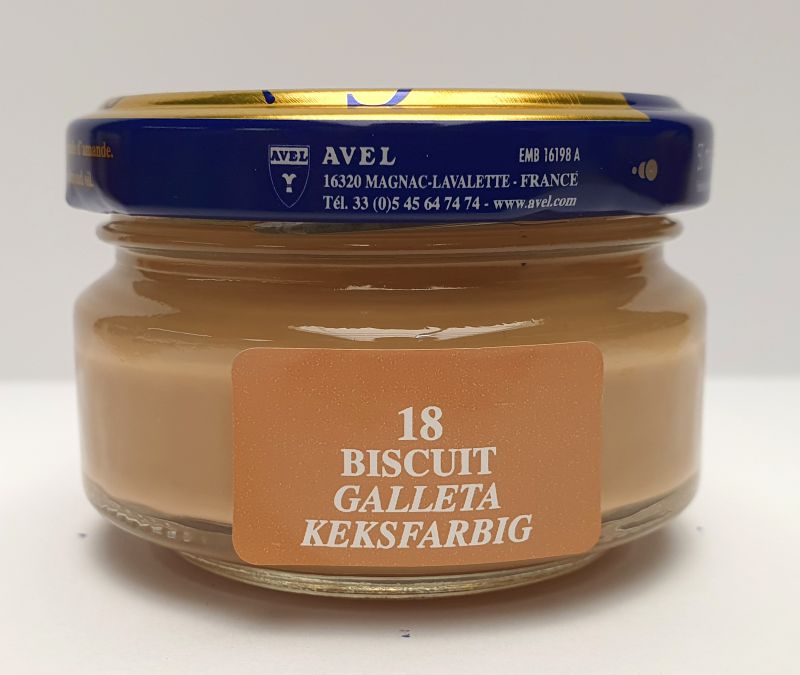 d'amande.
AVEL
AVEL
EMB 16198 A
16320 MAGNAC-LAVALETTE - FRANCE
Tél. 33 (0)5 45 64 74 74 - www.avel.com
18
BISCUIT
GALLETA
KEKSFARBIG